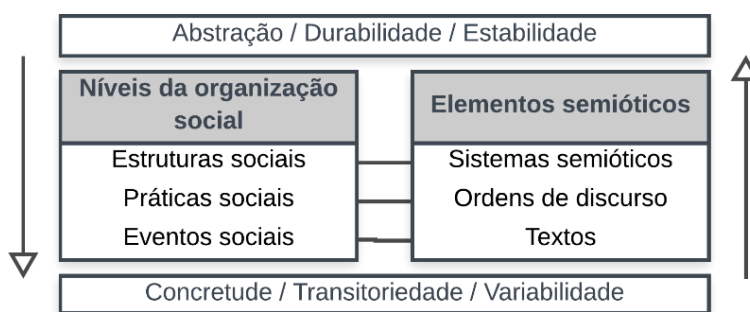 Abstração / Durabilidade / Estabilidade
Níveis da organização
social
Elementos semióticos
Estruturas sociais
Sistemas semióticos
Práticas sociais
Ordens de discurso
Eventos sociais
Textos
Concretude / Transitoriedade / Variabilidade